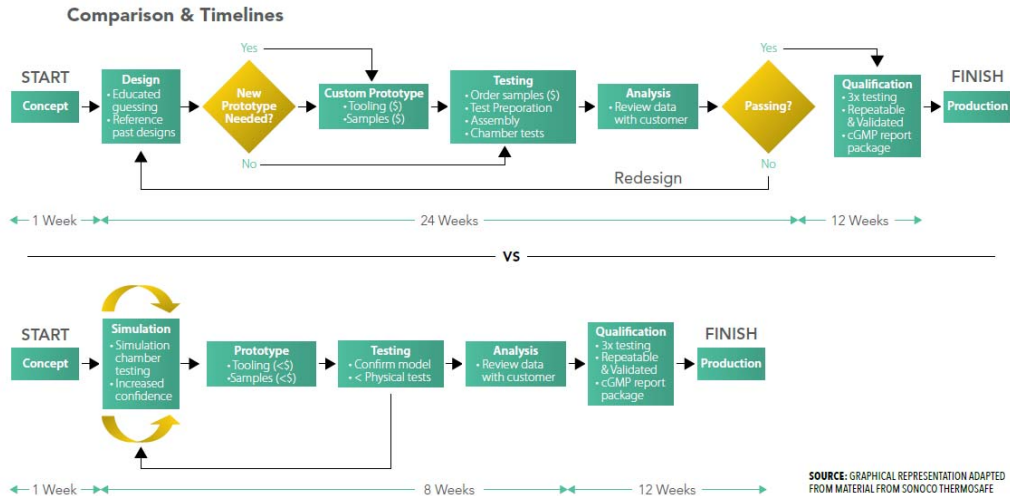 Comparison & Timelines
START
Concept
Design
• Educated
guessing
• Reference
past designs
New
Prototype
Needed?
Yes
No
Custom Prototype
• Tooling ($)
•Samples ($)
Testing
• Order samples ($)
• Test Preporation
• Assembly
• Chamber tests
Analysis
• Review data
with customer
Passing?
Yes
No
Redesign
Qualification
• 3x testing
• Repeatable
& Validated
• cGMP report
package
FINISH
Production
1 Week
24 Weeks
12 Weeks
VS
START
Concept
Simulation
• Simulation
chamber
testing
• Increased
confidence
Prototype
• Tooling (<$)
•Samples (<$)
Testing
• Confirm model
• < Physical tests
Analysis
• Review data
with customer
Qualification
• 3x testing
• Repeatable
& Validated
• cGMP report
package
FINISH
Production
1 Week
8 Weeks
12 Weeks
SOURCE: GRAPHICAL REPRESENTATION ADAPTED
FROM MATERIAL FROM SONOCO THERMOSAFE